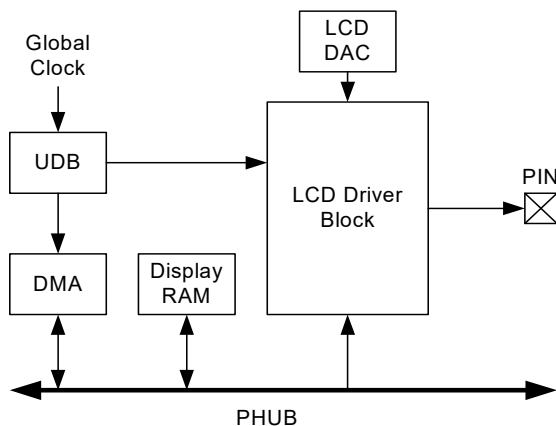 LCD
DAC
Global
Clock
UDB
LCD Driver
Block
PIN
DMA
Display
RAM
PHUB